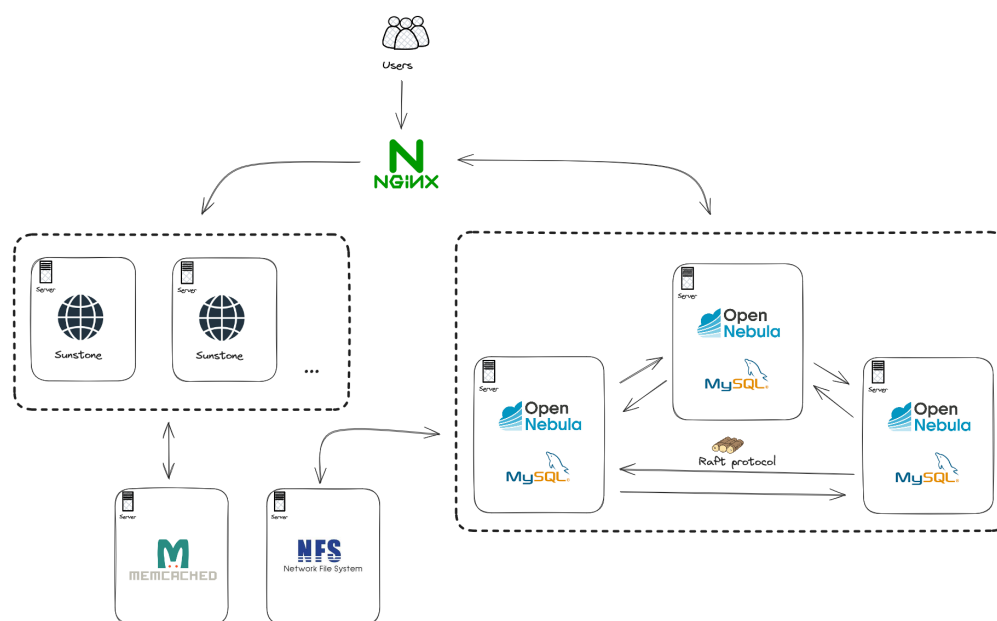 Users
NGiNX
Server
Server
Sunstone
Sunstone
...
Server
Open
Nebula
MySQL®
Server
Open
Nebula
MySQL®
Server
Open
Nebula
MySQL®
Raft protocol
Server
MEMCACHED
Server
NFS
Network File System